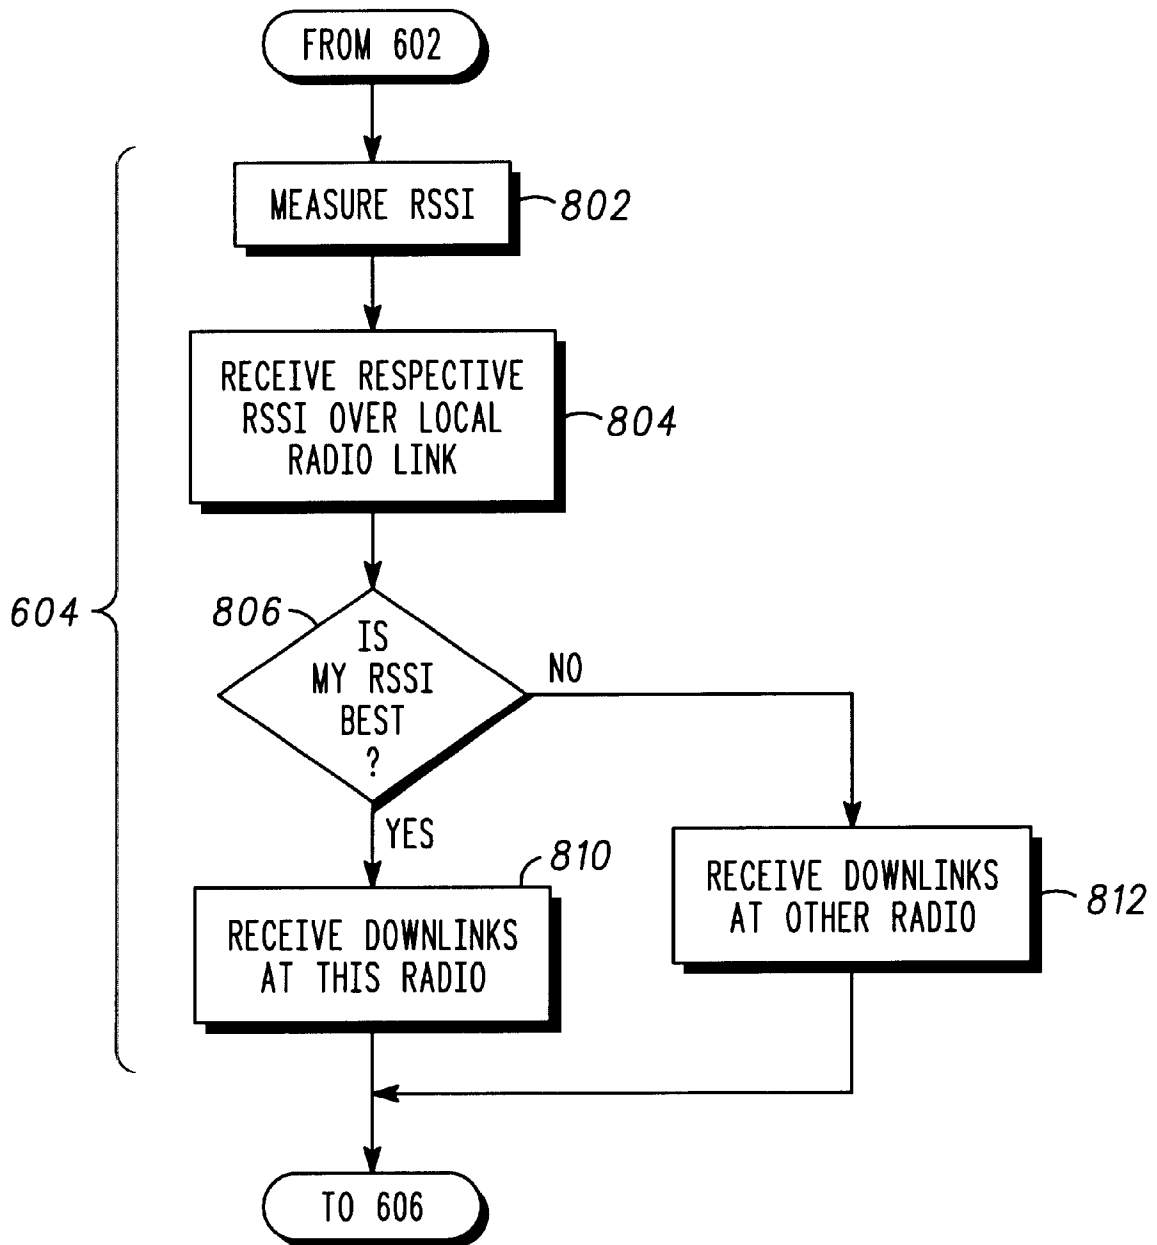 FROM 602
MEASURE RSSI
802
RECEIVE RESPECTIVE
RSSI OVER LOCAL
RADIO LINK
804
604
806
IS
MY RSSI
BEST
?
NO
YES
810
RECEIVE DOWNLINKS
AT THIS RADIO
RECEIVE DOWNLINKS
AT OTHER RADIO
812
TO 606